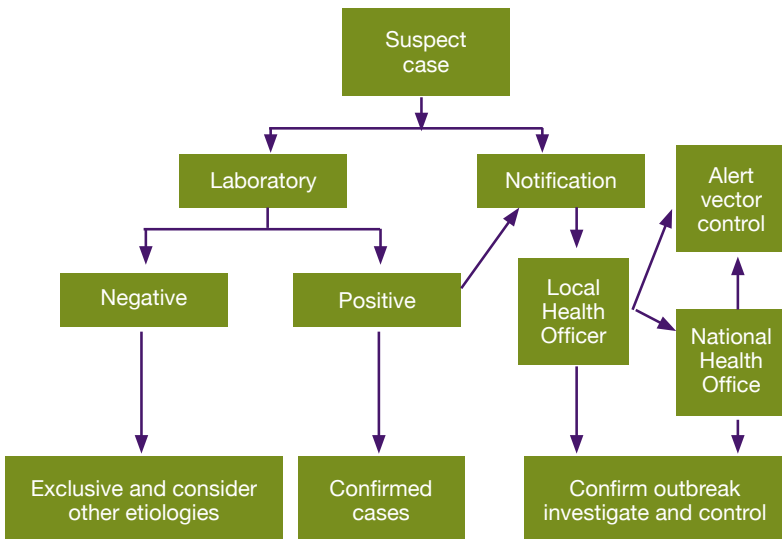 Suspect
case
Laboratory
Notification
Alert
vector
control
Negative
Positive
Local
Health
Officer
National
Health
Office
Exclusive and consider
other etiologies
Confirmed
cases
Confirm outbreak
investigate and control